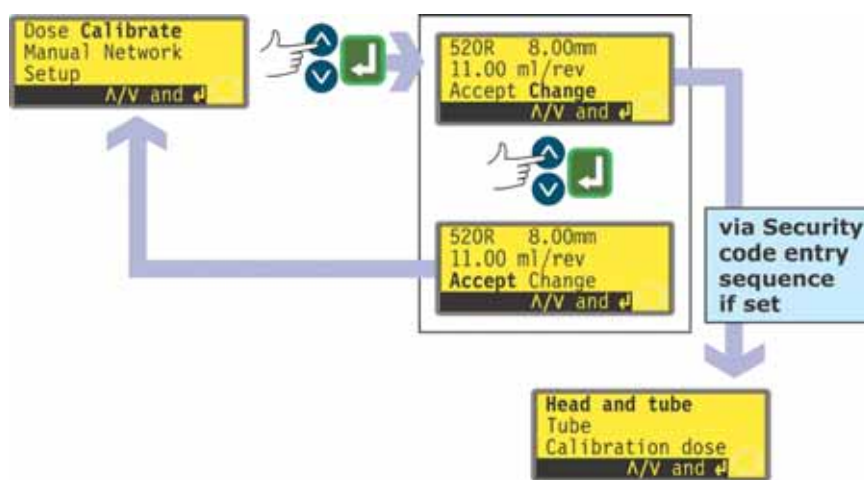 Dose Calibrate
Manual Network
Setup
Λ/V and ↲
520R 8.00mm
11.00 ml/rev
Accept Change
Λ/V and ↲
520R 8.00mm
11.00 ml/rev
Accept Change
Λ/V and ↲
via Security
code entry
sequence
if set
Head and tube
Tube
Calibration dose
Λ/V and ↲